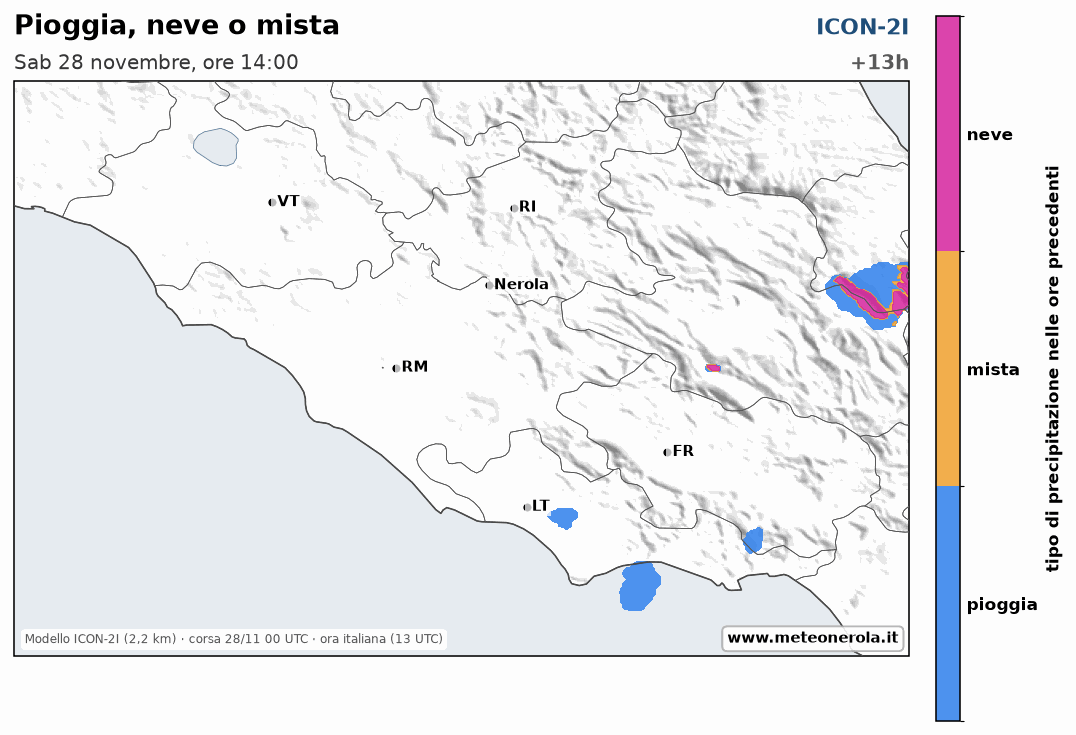 Pioggia, neve o mista
ICON-2I
Sab 28 novembre, ore 14:00
+13h
neve
VT
RI
Nerola
mista
RM
FR
LT
pioggia
tipo di precipitazione nelle ore precedenti
Modello ICON-2I (2,2 km) · corsa 28/11 00 UTC · ora italiana (13 UTC)
www.meteonerola.it